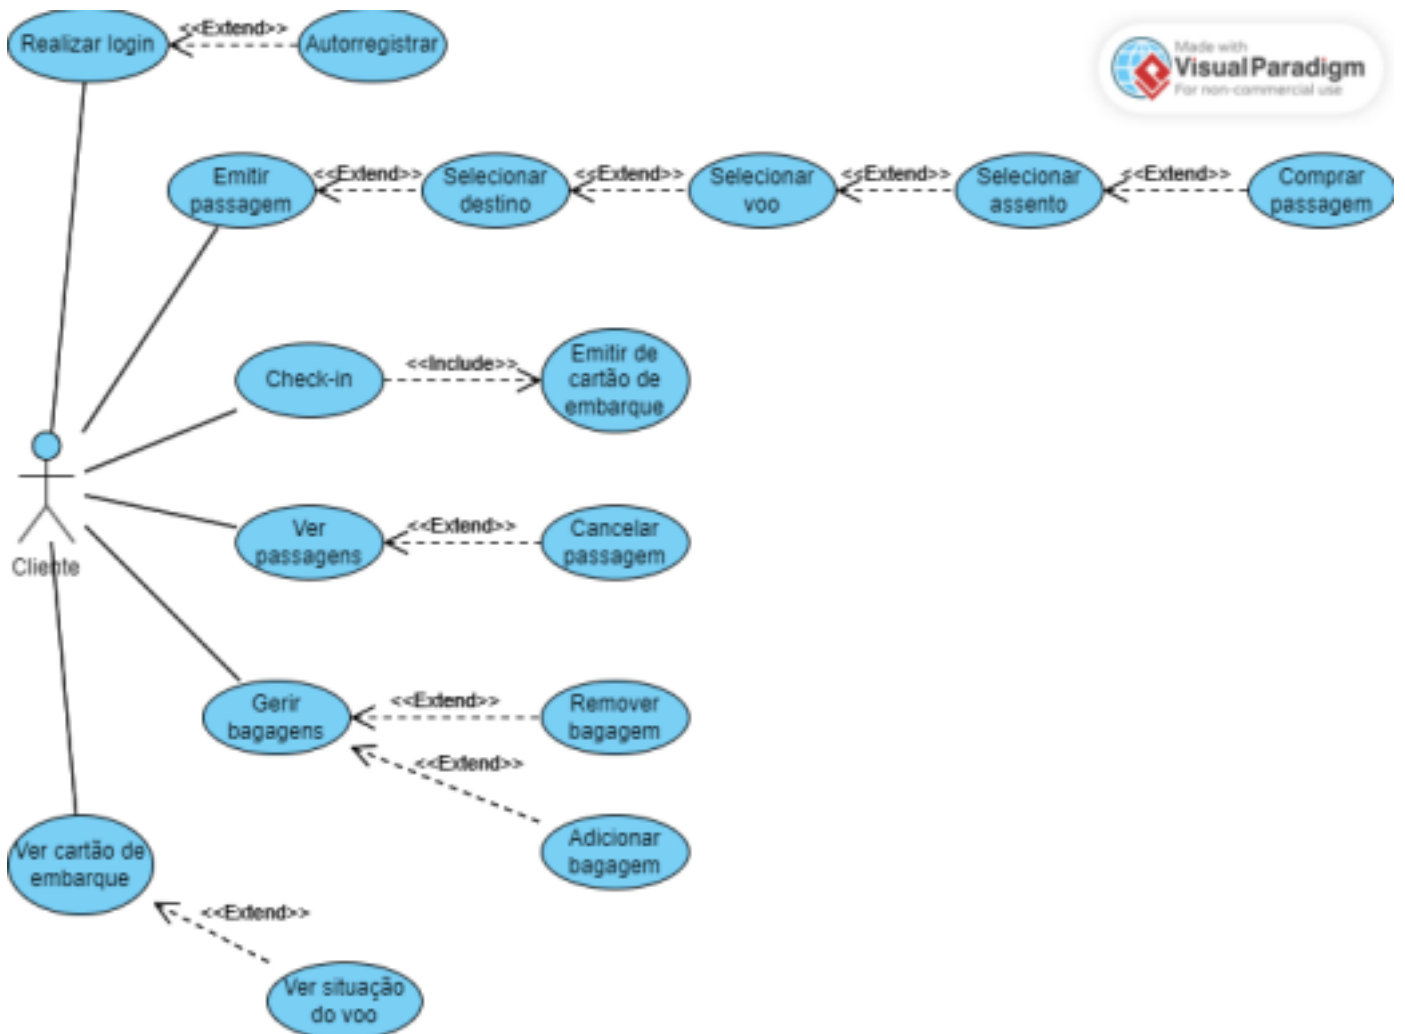 Realizar login
<<Extend>>
Autorregistrar
Made with
Visual Paradigm
For non-commercial use
Emitir
passagem
<<Extend>>
Selecionar
destino
<<Extend>>
Selecionar
voo
<<Extend>>
Selecionar
assento
<<Extend>>
Comprar
passagem
Check-in
<<Include>>
Emitir de
cartão de
embarque
Cliente
Ver
passagens
<<Extend>>
Cancelar
passagem
Gerir
bagagens
<<Extend>>
Remover
bagagem
<<Extend>>
Adicionar
bagagem
Ver cartão de
embarque
<<Extend>>
Ver situação
do voo